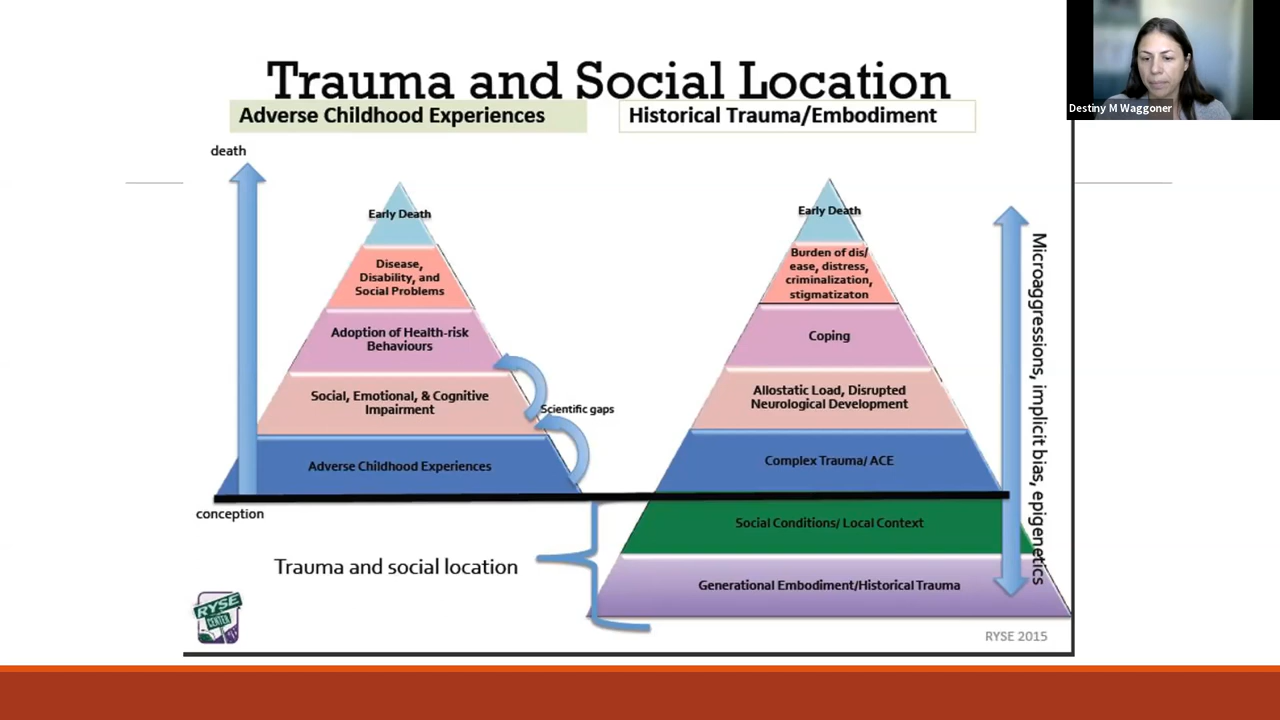 Trauma and Social Location
Destiny M Waggoner
Adverse Childhood Experiences
Historical Trauma/Embodiment
death
Early Death
Disease,
Disability, and
Social Problems
Adoption of Health-risk
Behaviours
Social, Emotional, & Cognitive
Impairment
Scientific gaps
Adverse Childhood Experiences
conception
Early Death
Burden of dis/
ease, distress,
criminalization,
stigmatizaton
Coping
Allostatic Load, Disrupted
Neurological Development
Complex Trauma/ ACE
Social Conditions/ Local Context
Generational Embodiment/Historical Trauma
Microaggressions, implicit bias, epigenetics
Trauma and social location
RYSE
CENTER
RYSE 2015